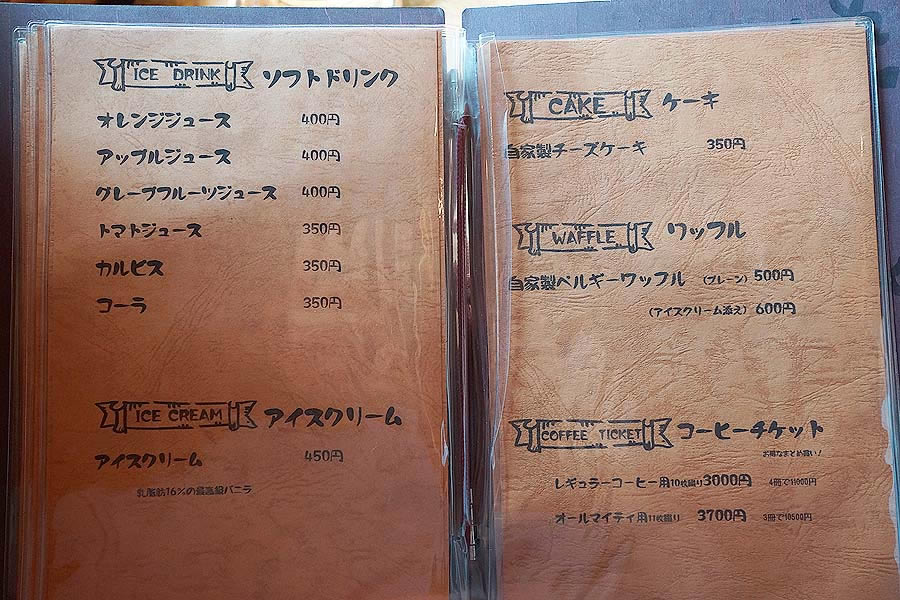 ICE DRINK ソフトドリンク
オレンジジュース 400円
アップルジュース 400円
グレープフルーツジュース 400円
トマトジュース 350円
カルピス 350円
コーラ 350円
ICE CREAM アイスクリーム
アイスクリーム 450円
乳脂肪16%の最高級バニラ
CAKE ケーキ
自家製チーズケーキ 350円
WAFFLE ワッフル
自家製ベルギーワッフル (プレーン) 500円
(アイスクリーム添え) 600円
COFFEE TICKET コーヒーチケット
お得なまとめ買い!
レギュラーコーヒー用10枚綴り 3000円 4冊で11000円
オールマイティ用11枚綴り 3700円 3冊で10500円